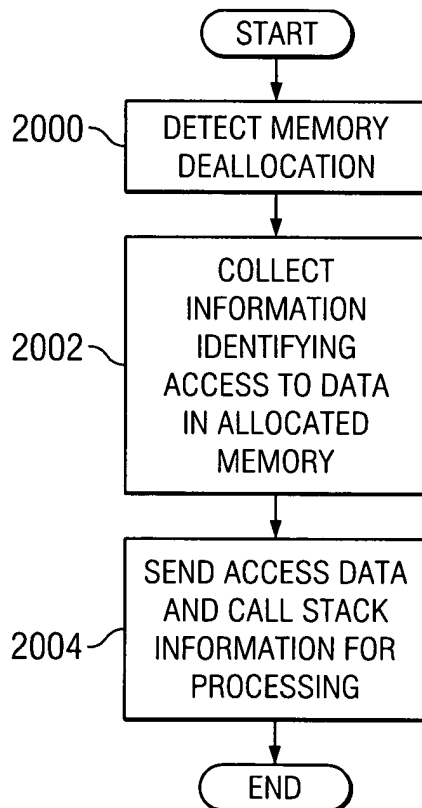 START
2000
DETECT MEMORY
DEALLOCATION
2002
COLLECT
INFORMATION
IDENTIFYING
ACCESS TO DATA
IN ALLOCATED
MEMORY
2004
SEND ACCESS DATA
AND CALL STACK
INFORMATION FOR
PROCESSING
END